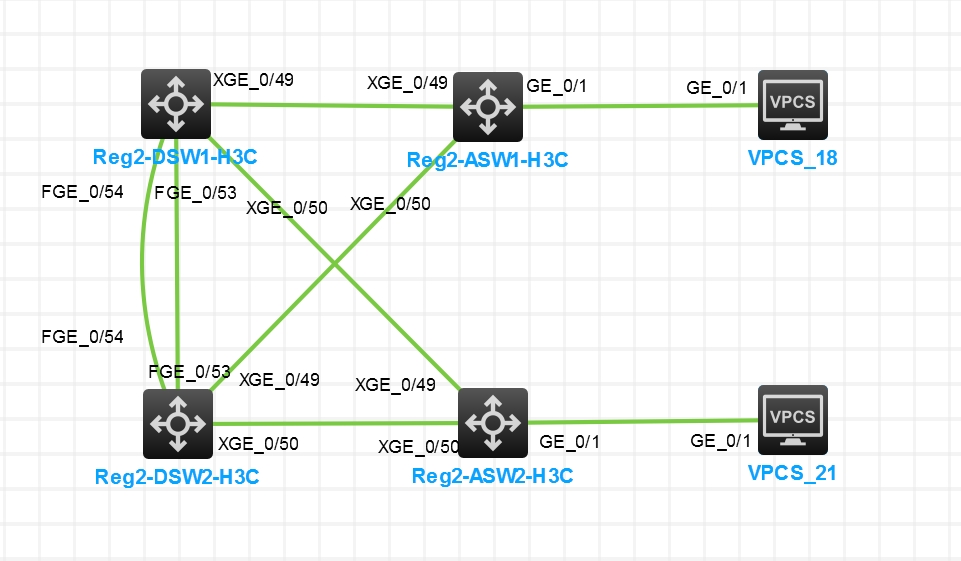 XGE_0/49
XGE_0/49
GE_0/1
GE_0/1
VPCS
Reg2-DSW1-H3C
Reg2-ASW1-H3C
VPCS_18
FGE_0/54
FGE_0/53
XGE_0/50
XGE_0/50
FGE_0/54
FGE_0/53
XGE_0/49
XGE_0/49
VPCS
XGE_0/50
XGE_0/50
GE_0/1
GE_0/1
Reg2-DSW2-H3C
Reg2-ASW2-H3C
VPCS_21